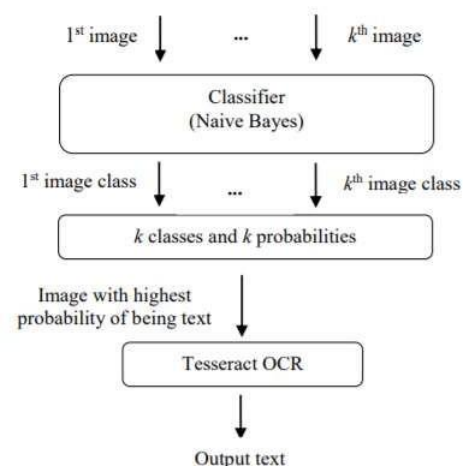 1st image ... kth image
Classifier
(Naive Bayes)
1st image class ... kth image class
k classes and k probabilities
Image with highest
probability of being text
Tesseract OCR
Output text